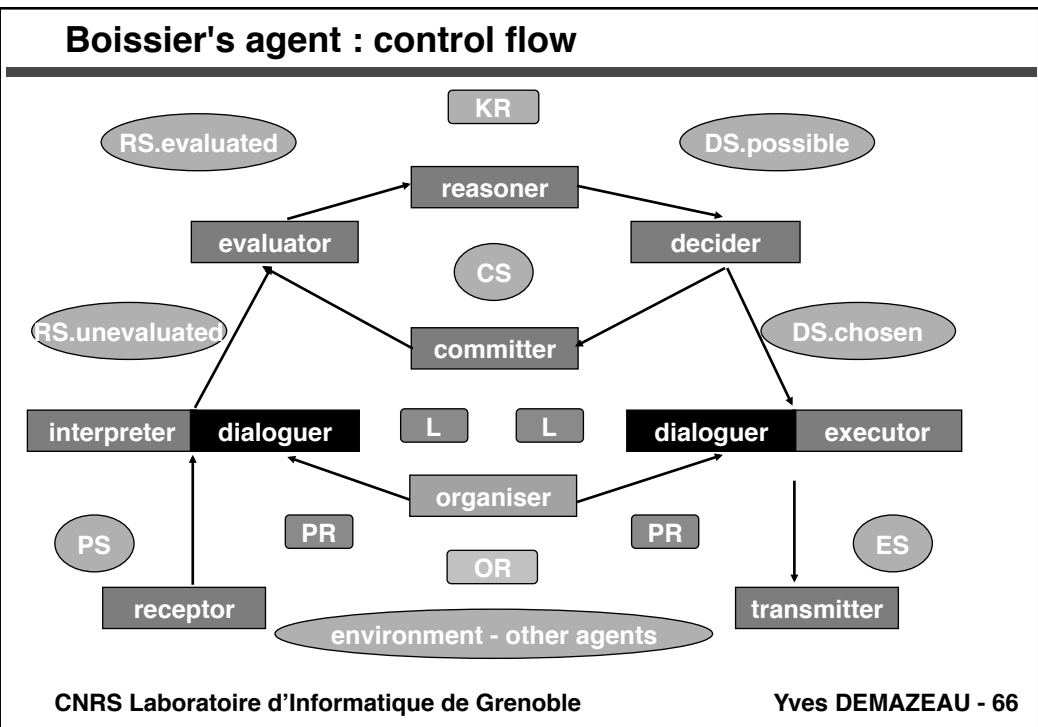 Boissier's agent : control flow
KR
RS.evaluated
DS.possible
reasoner
evaluator
decider
CS
RS.unevaluated
DS.chosen
committer
interpreter dialoguer
L
L
dialoguer executor
organiser
PS
PR
PR
ES
OR
receptor
transmitter
environment - other agents
CNRS Laboratoire d’Informatique de Grenoble
Yves DEMAZEAU - 66